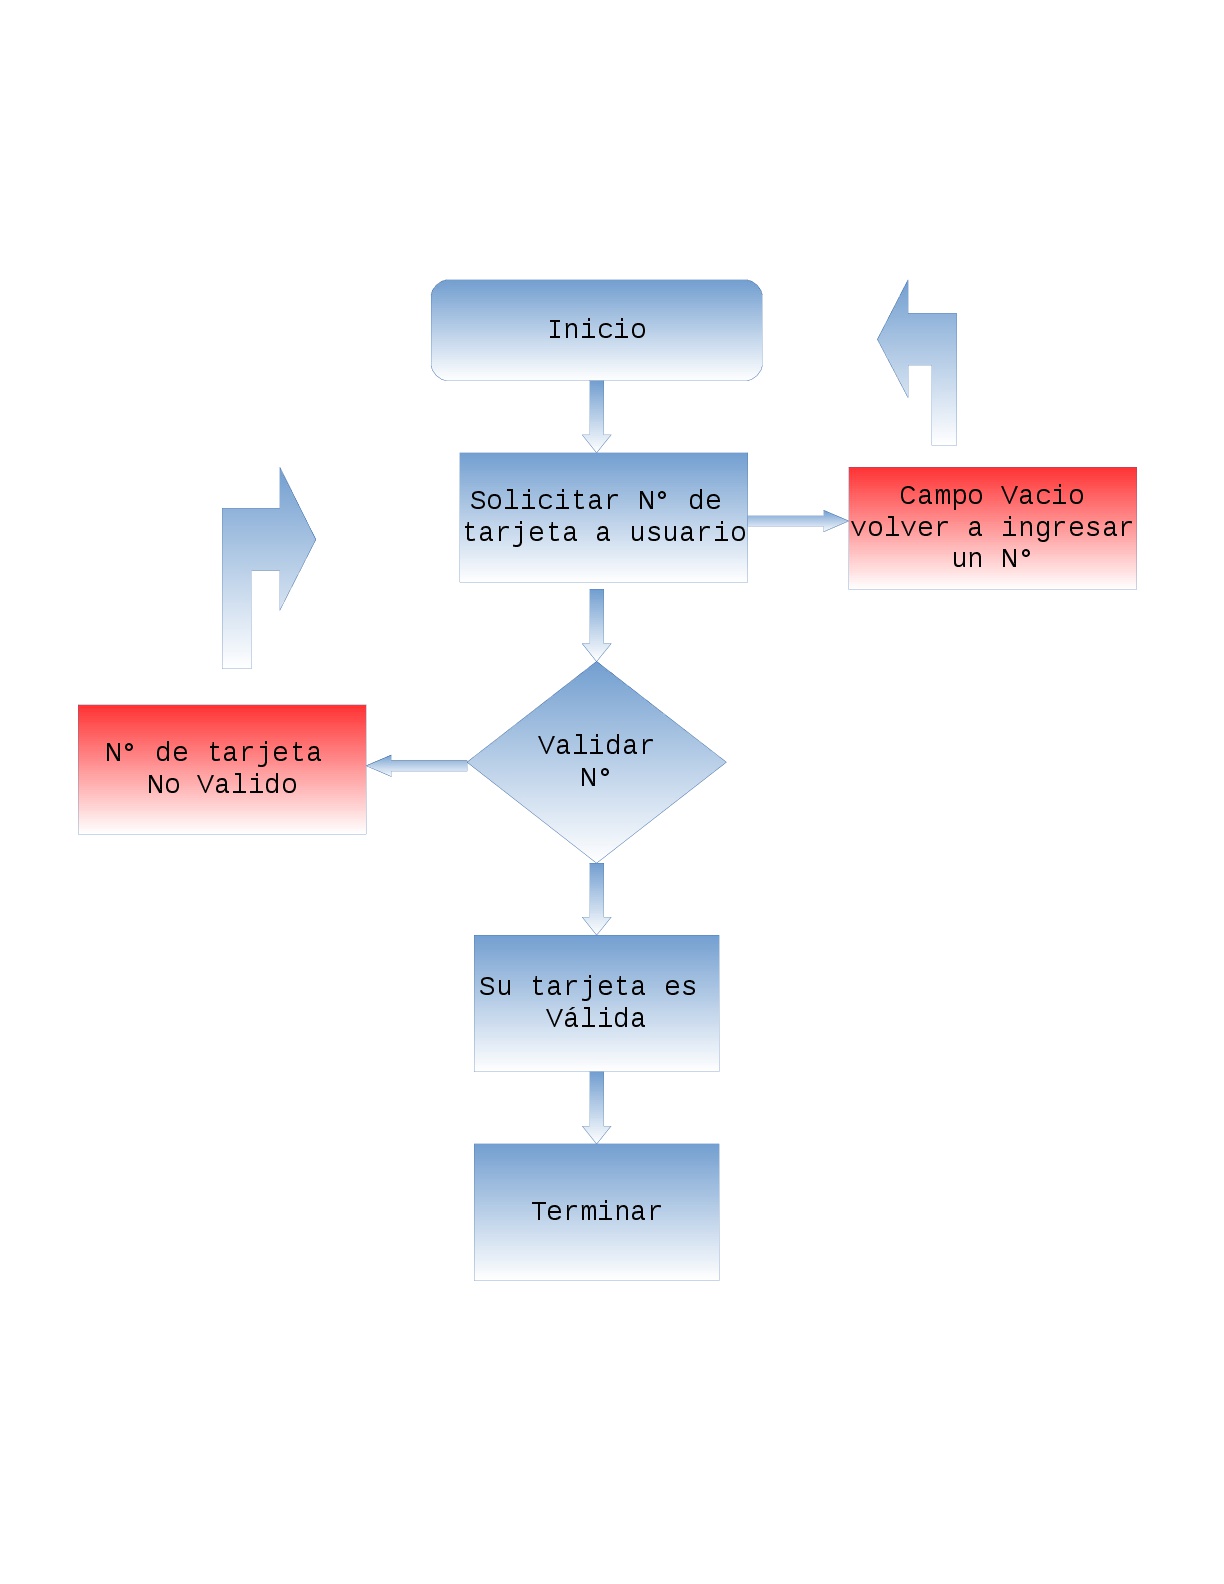 Inicio
Solicitar N° de
tarjeta a usuario
Campo Vacio
volver a ingresar
un N°
Validar
N°
N° de tarjeta
No Valido
Su tarjeta es
Válida
Terminar